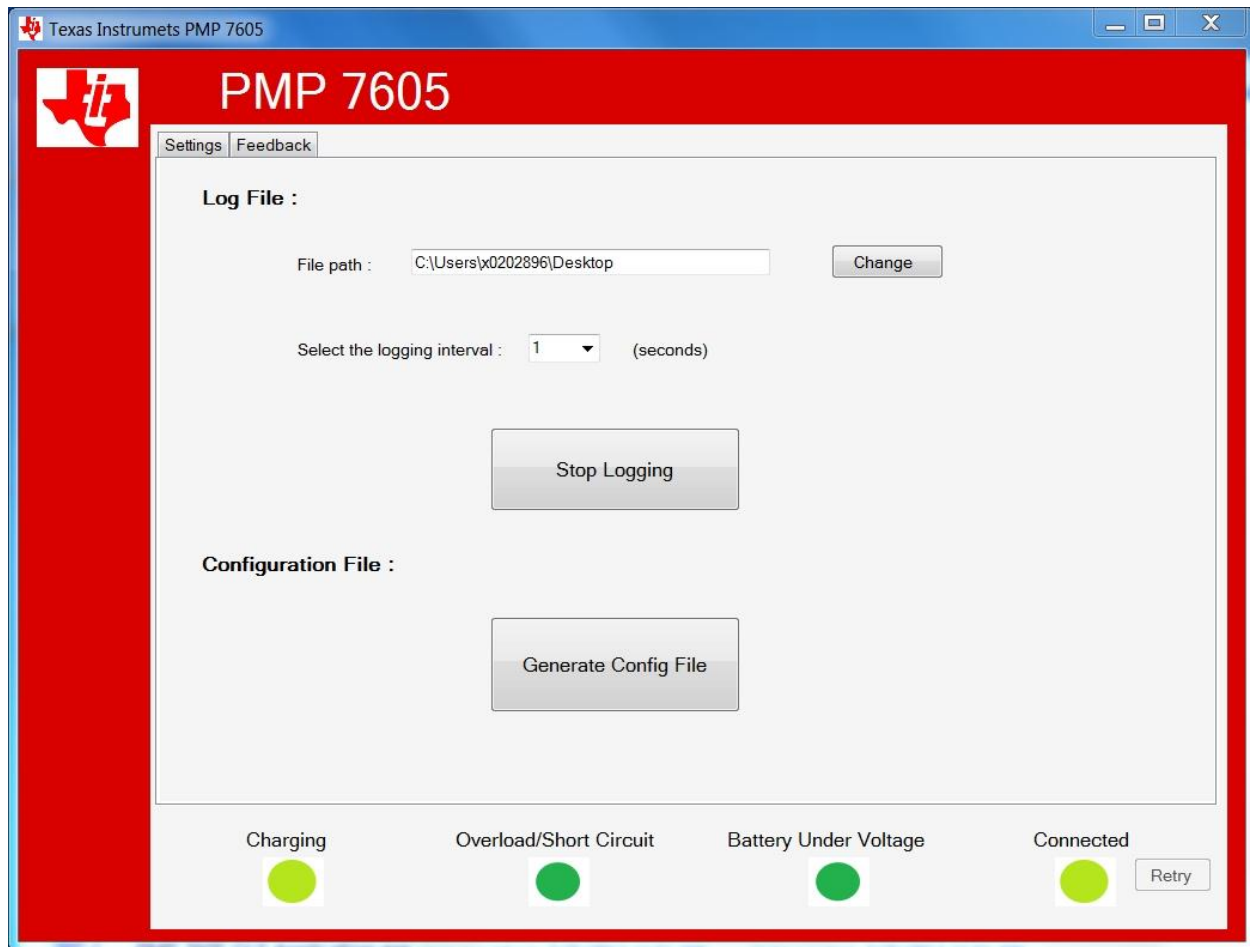 Texas Instrumets PMP 7605
PMP 7605
Settings Feedback
Log File :
File path : C:\Users\x0202896\Desktop Change
Select the logging interval : 1 (seconds)
Stop Logging
Configuration File :
Generate Config File
Charging Overload/Short Circuit Battery Under Voltage Connected
Retry